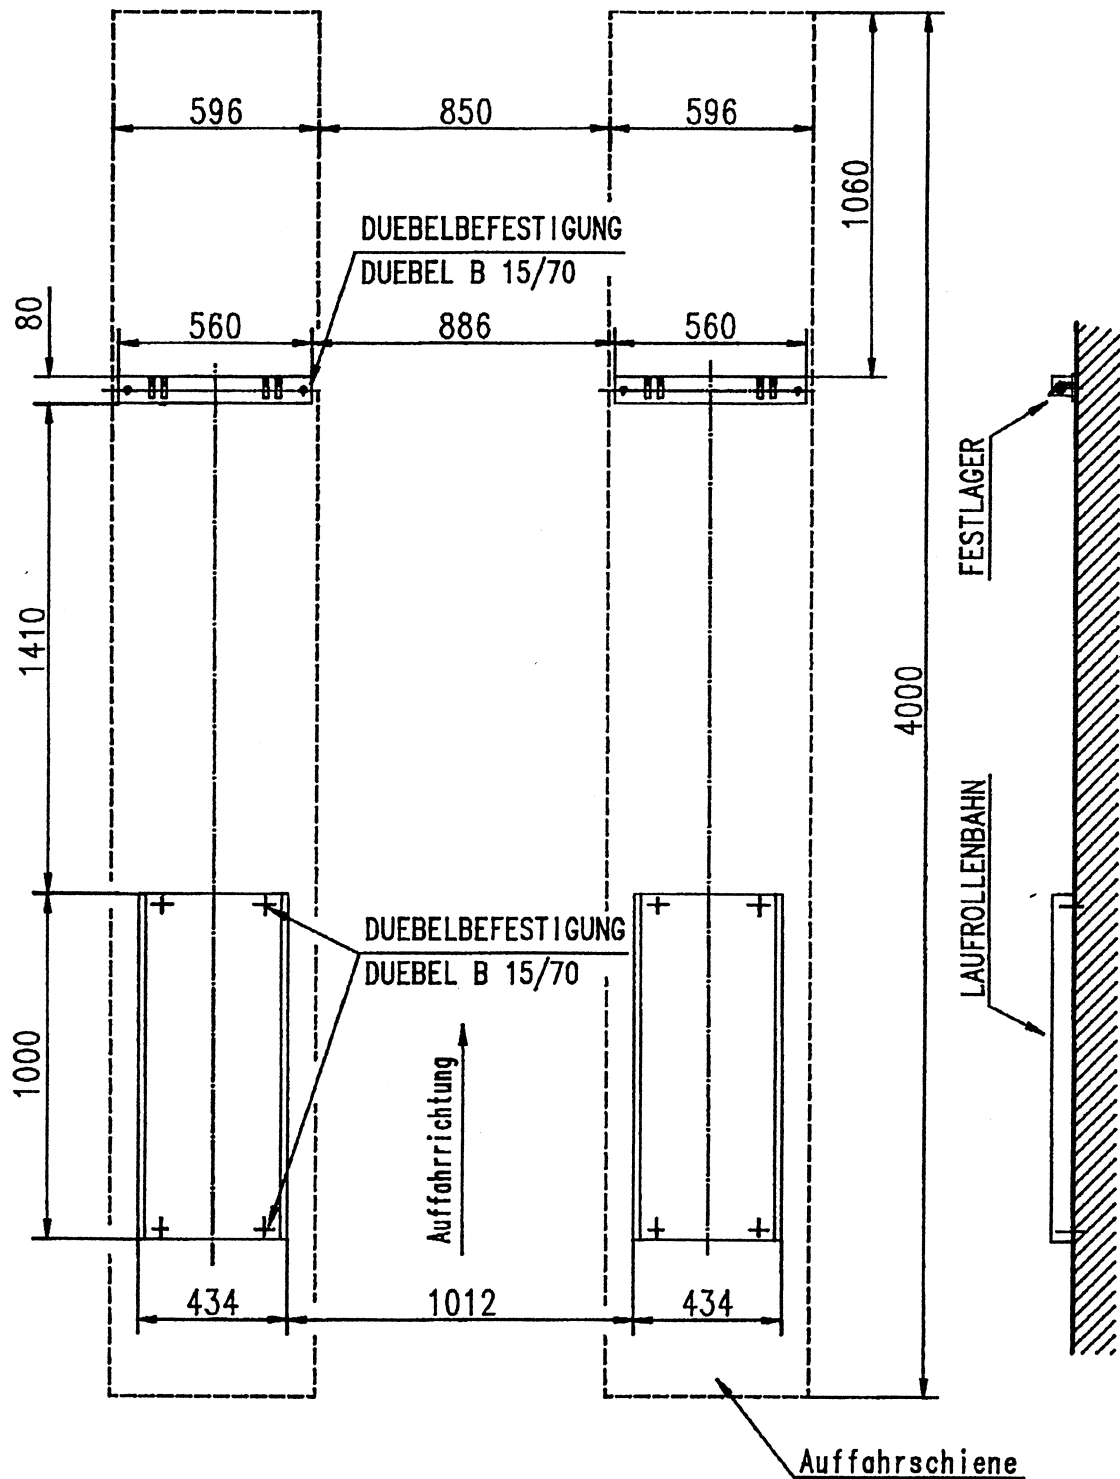 596
850
596
1060
DUEBELBEFESTIGUNG
DUEBEL B 15/70
80
560
886
560
FESTLAGER
1410
4000
LAUFROLLENBAHN
DUEBELBEFESTIGUNG
DUEBEL B 15/70
1000
Auffahrrichtung
434
1012
434
Auffahrschiene